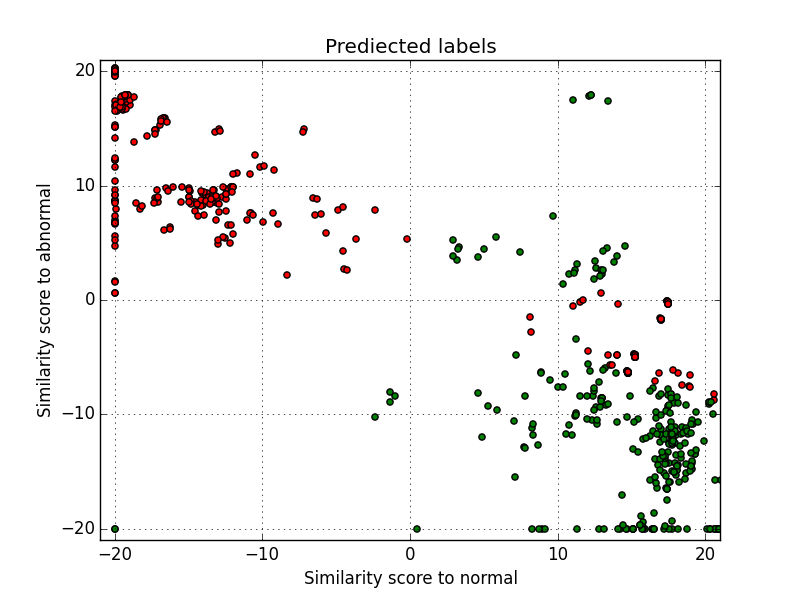 Prediected labels
20
10
0
−10
−20
Similarity score to abnormal
−20 −10 0 10 20
Similarity score to normal